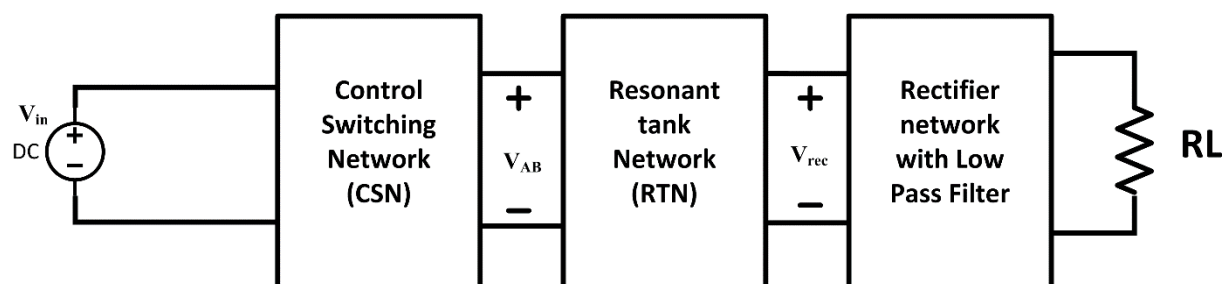 V_in
DC
+
−
Control
Switching
Network
(CSN)
+
V_AB
−
Resonant
tank
Network
(RTN)
+
V_rec
−
Rectifier
network
with Low
Pass Filter
RL